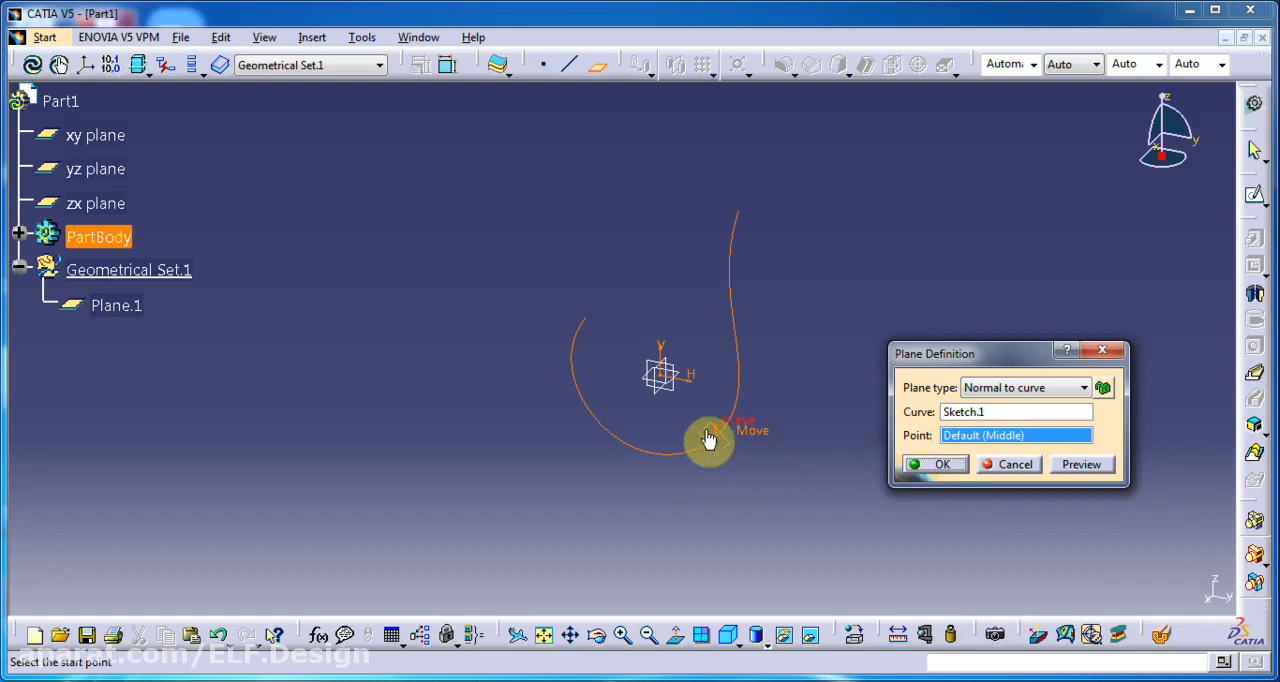 CATIA V5 - [Part1]
Start ENOVIA V5 VPM File Edit View Insert Tools Window Help
Geometrical Set.1 Auto Auto Auto
Part1
xy plane
yz plane
zx plane
PartBody
Geometrical Set.1
Plane.1
z
y
x
V
H
Move
Plane Definition
Plane type: Normal to curve
Curve: Sketch.1
Point: Default (Middle)
OK Cancel Preview
z
x y
f(x)
Select the start point
aparat.com/ELF.Design
CATIA